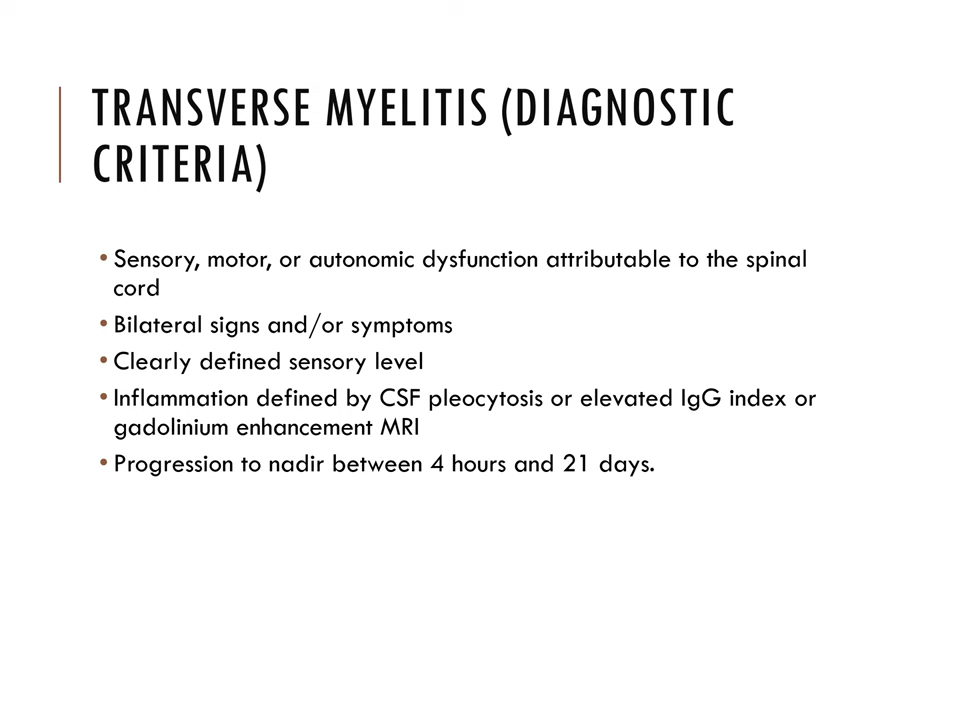 TRANSVERSE MYELITIS (DIAGNOSTIC
CRITERIA)
• Sensory, motor, or autonomic dysfunction attributable to the spinal
cord
• Bilateral signs and/or symptoms
• Clearly defined sensory level
• Inflammation defined by CSF pleocytosis or elevated IgG index or
gadolinium enhancement MRI
• Progression to nadir between 4 hours and 21 days.